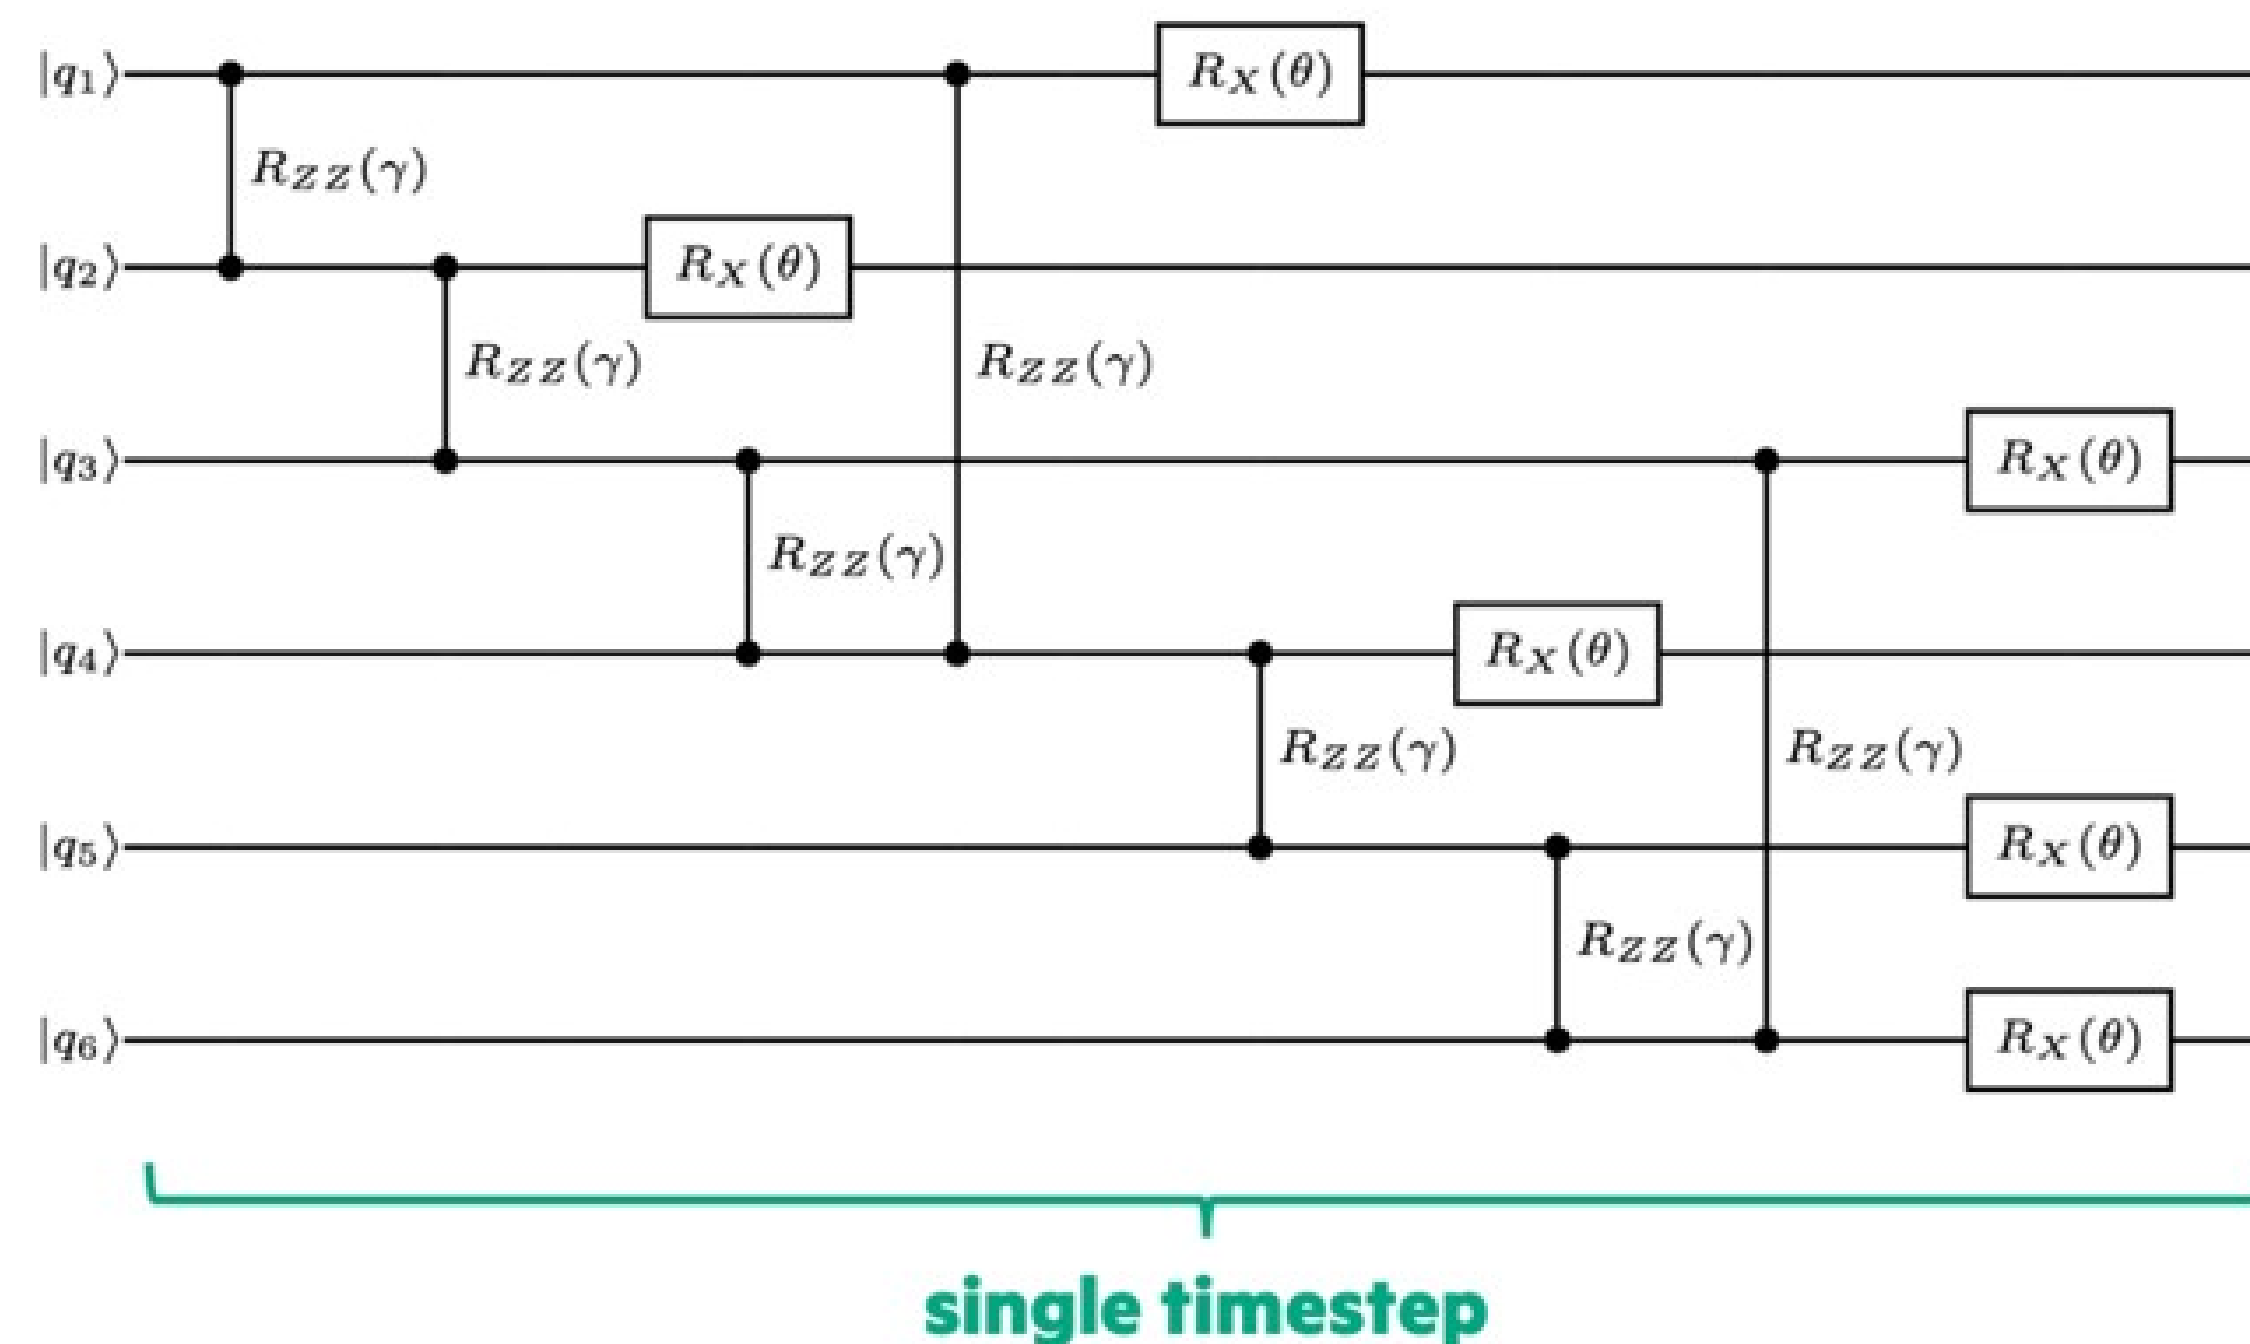 |q₁⟩
R_X(θ)
R_ZZ(γ)
|q₂⟩
R_X(θ)
R_ZZ(γ)
R_ZZ(γ)
|q₃⟩
R_X(θ)
R_ZZ(γ)
|q₄⟩
R_X(θ)
R_ZZ(γ)
R_ZZ(γ)
|q₅⟩
R_X(θ)
R_ZZ(γ)
|q₆⟩
R_X(θ)
single timestep